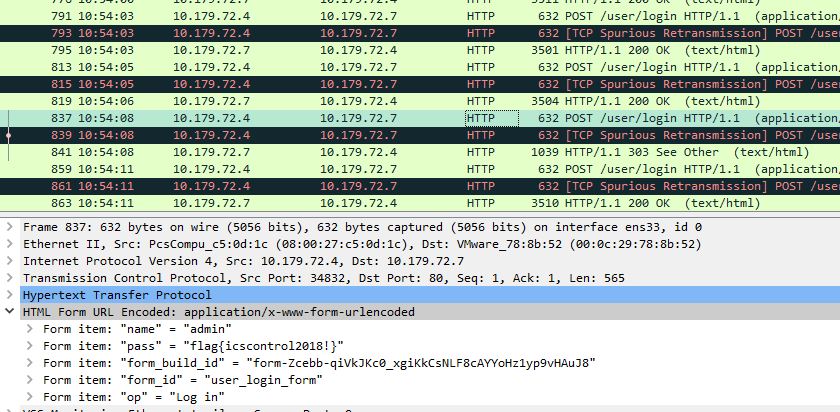 791 10:54:03 10.179.72.4 10.179.72.7 HTTP 632 POST /user/login HTTP/1.1 (application,
793 10:54:03 10.179.72.4 10.179.72.7 HTTP 632 [TCP Spurious Retransmission] POST /user
795 10:54:03 10.179.72.7 10.179.72.4 HTTP 3501 HTTP/1.1 200 OK (text/html)
813 10:54:05 10.179.72.4 10.179.72.7 HTTP 632 POST /user/login HTTP/1.1 (application,
815 10:54:05 10.179.72.4 10.179.72.7 HTTP 632 [TCP Spurious Retransmission] POST /user
819 10:54:06 10.179.72.7 10.179.72.4 HTTP 3504 HTTP/1.1 200 OK (text/html)
837 10:54:08 10.179.72.4 10.179.72.7 HTTP 632 POST /user/login HTTP/1.1 (application,
839 10:54:08 10.179.72.4 10.179.72.7 HTTP 632 [TCP Spurious Retransmission] POST /user
841 10:54:08 10.179.72.7 10.179.72.4 HTTP 1039 HTTP/1.1 303 See Other (text/html)
859 10:54:11 10.179.72.4 10.179.72.7 HTTP 632 POST /user/login HTTP/1.1 (application,
861 10:54:11 10.179.72.4 10.179.72.7 HTTP 632 [TCP Spurious Retransmission] POST /user
863 10:54:11 10.179.72.7 10.179.72.4 HTTP 3510 HTTP/1.1 200 OK (text/html)
Frame 837: 632 bytes on wire (5056 bits), 632 bytes captured (5056 bits) on interface ens33, id 0
Ethernet II, Src: PcsCompu_c5:0d:1c (08:00:27:c5:0d:1c), Dst: VMware_78:8b:52 (00:0c:29:78:8b:52)
Internet Protocol Version 4, Src: 10.179.72.4, Dst: 10.179.72.7
Transmission Control Protocol, Src Port: 34832, Dst Port: 80, Seq: 1, Ack: 1, Len: 565
Hypertext Transfer Protocol
HTML Form URL Encoded: application/x-www-form-urlencoded
Form item: "name" = "admin"
Form item: "pass" = "flag{icscontrol2018!}"
Form item: "form_build_id" = "form-Zcebb-qiVkJKc0_xgiKkCsNLF8cAYYoHz1yp9vHAuJ8"
Form item: "form_id" = "user_login_form"
Form item: "op" = "Log in"